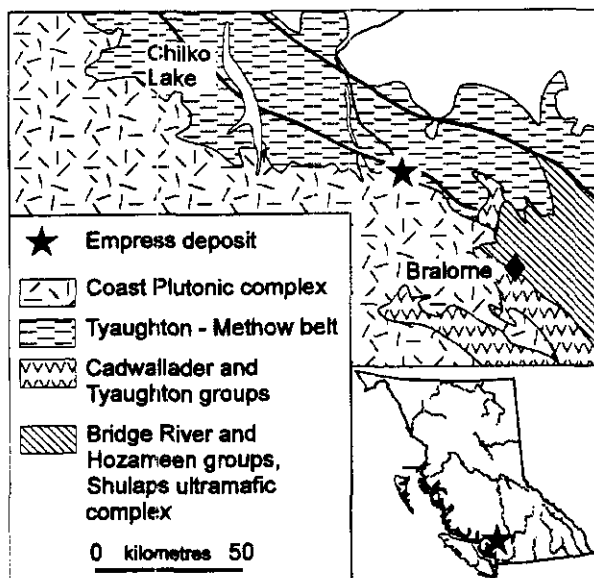 Chilko
Lake
Bralorne
Empress deposit
Coast Plutonic complex
Tyaughton - Methow belt
Cadwallader and
Tyaughton groups
Bridge River and
Hozameen groups,
Shulaps ultramafic
complex
0 kilometres 50